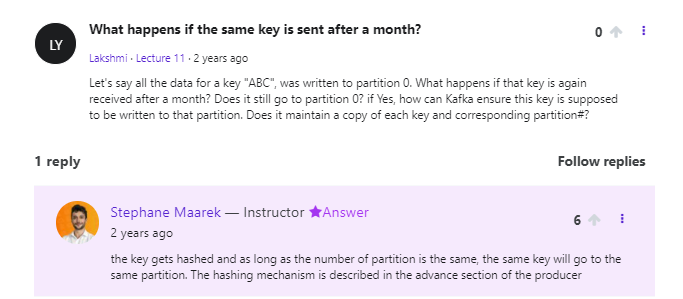 LY
What happens if the same key is sent after a month?
0
Lakshmi · Lecture 11 · 2 years ago
Let's say all the data for a key "ABC", was written to partition 0. What happens if that key is again
received after a month? Does it still go to partition 0? if Yes, how can Kafka ensure this key is supposed
to be written to that partition. Does it maintain a copy of each key and corresponding partition#?
1 reply
Follow replies
Stephane Maarek — Instructor ★Answer
6
2 years ago
the key gets hashed and as long as the number of partition is the same, the same key will go to the
same partition. The hashing mechanism is described in the advance section of the producer